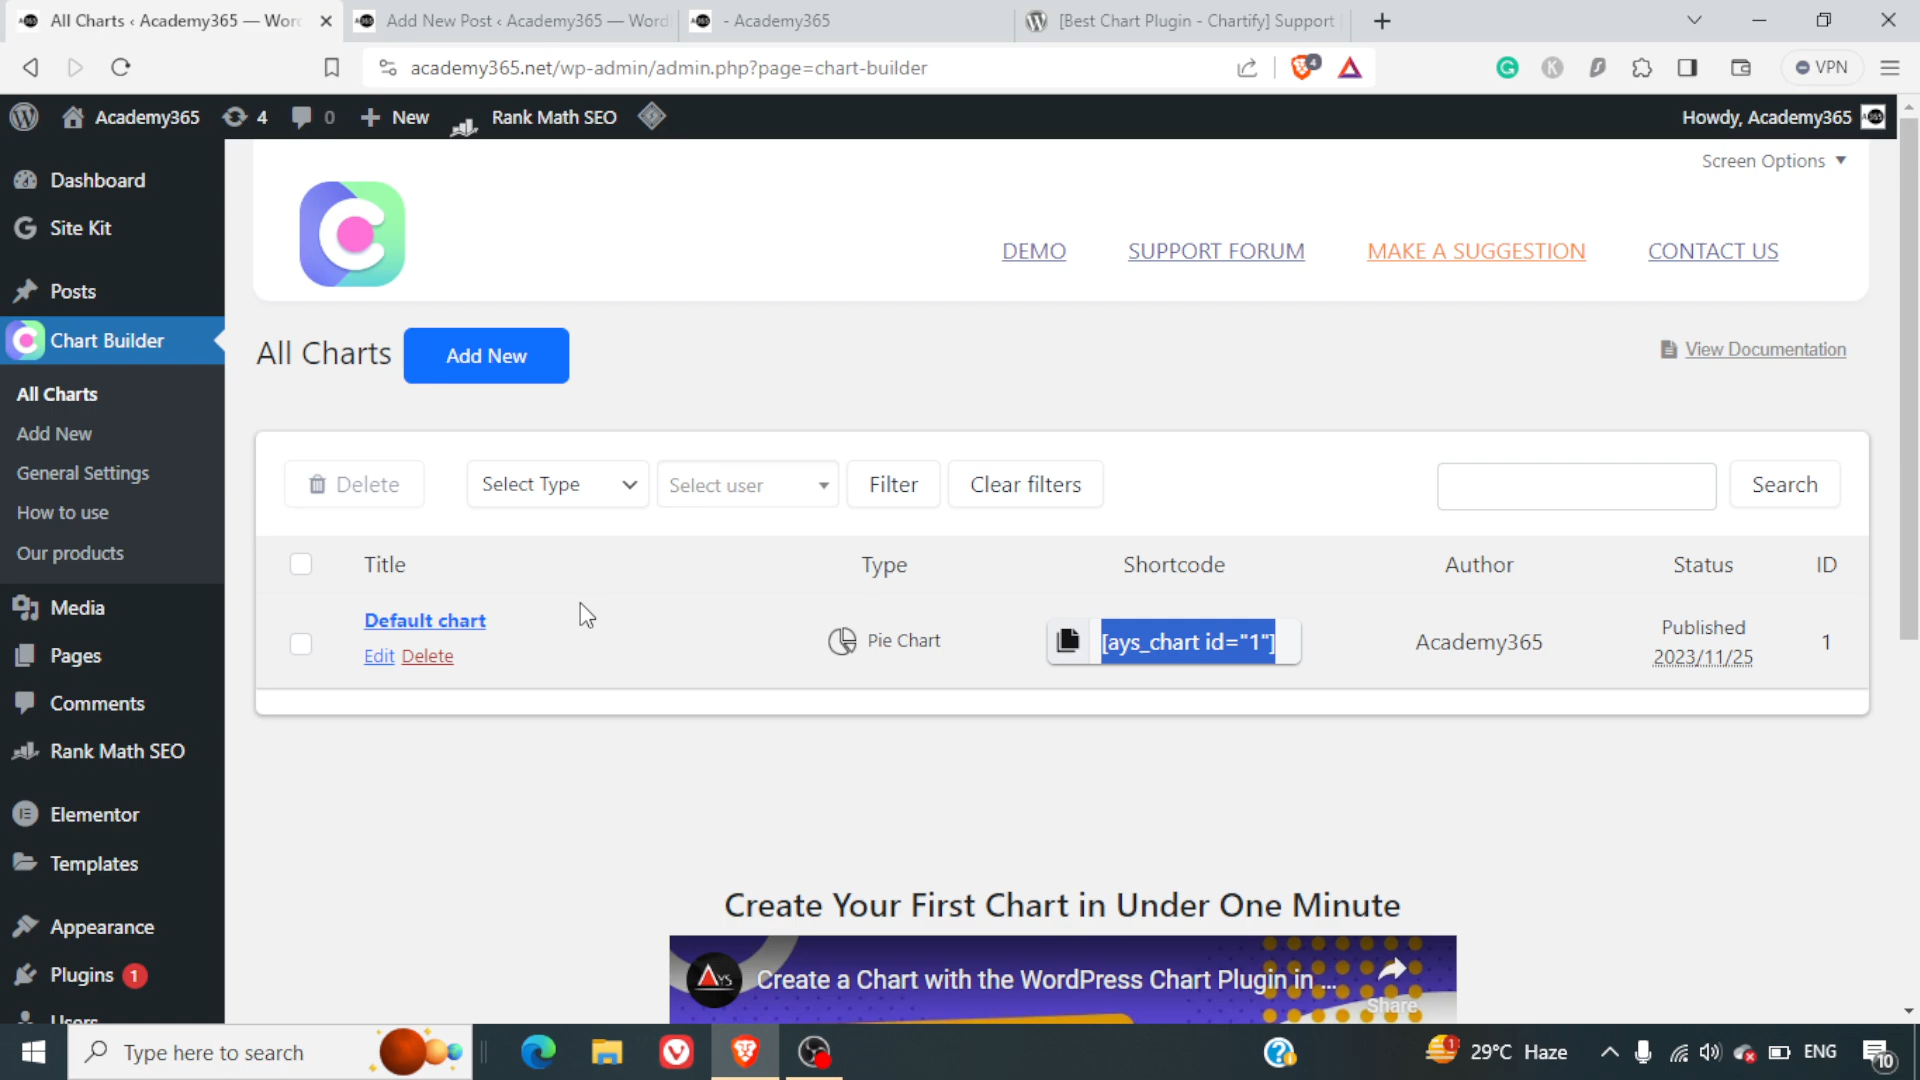 All Charts ‹ Academy365 — Wor
Add New Post ‹ Academy365 — Word
- Academy365
[Best Chart Plugin - Chartify] Support
academy365.net/wp-admin/admin.php?page=chart-builder
4
VPN
Academy365
4
0
New
Rank Math SEO
Howdy, Academy365
Screen Options
Dashboard
Site Kit
Posts
Chart Builder
All Charts
Add New
General Settings
How to use
Our products
Media
Pages
Comments
Rank Math SEO
Elementor
Templates
Appearance
Plugins 1
Users
DEMO
SUPPORT FORUM
MAKE A SUGGESTION
CONTACT US
All Charts
Add New
View Documentation
Delete
Select Type
Select user
Filter
Clear filters
Search
Title
Type
Shortcode
Author
Status
ID
Default chart
Edit Delete
Pie Chart
[ays_chart id="1"]
Academy365
Published
2023/11/25
1
Create Your First Chart in Under One Minute
AYS
Create a Chart with the WordPress Chart Plugin in ...
Share
Type here to search
1
29°C Haze
ENG
10